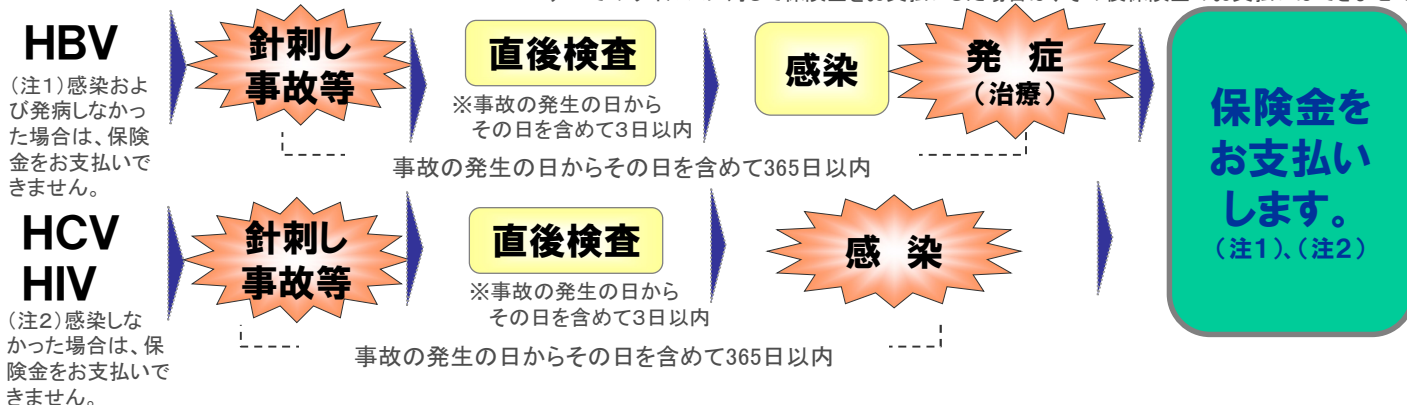 HBV
(注1)感染およ
び発病しなかっ
た場合は、保険
金をお支払いで
きません。
針刺し
事故等
直後検査
※事故の発生の日から
その日を含めて3日以内
感染
発 症
(治療)
事故の発生の日からその日を含めて365日以内
HCV
HIV
(注2)感染しな
かった場合は、保
険金をお支払いで
きません。
針刺し
事故等
直後検査
※事故の発生の日から
その日を含めて3日以内
感 染
事故の発生の日からその日を含めて365日以内
保険金を
お支払い
します。
(注1)、(注2)